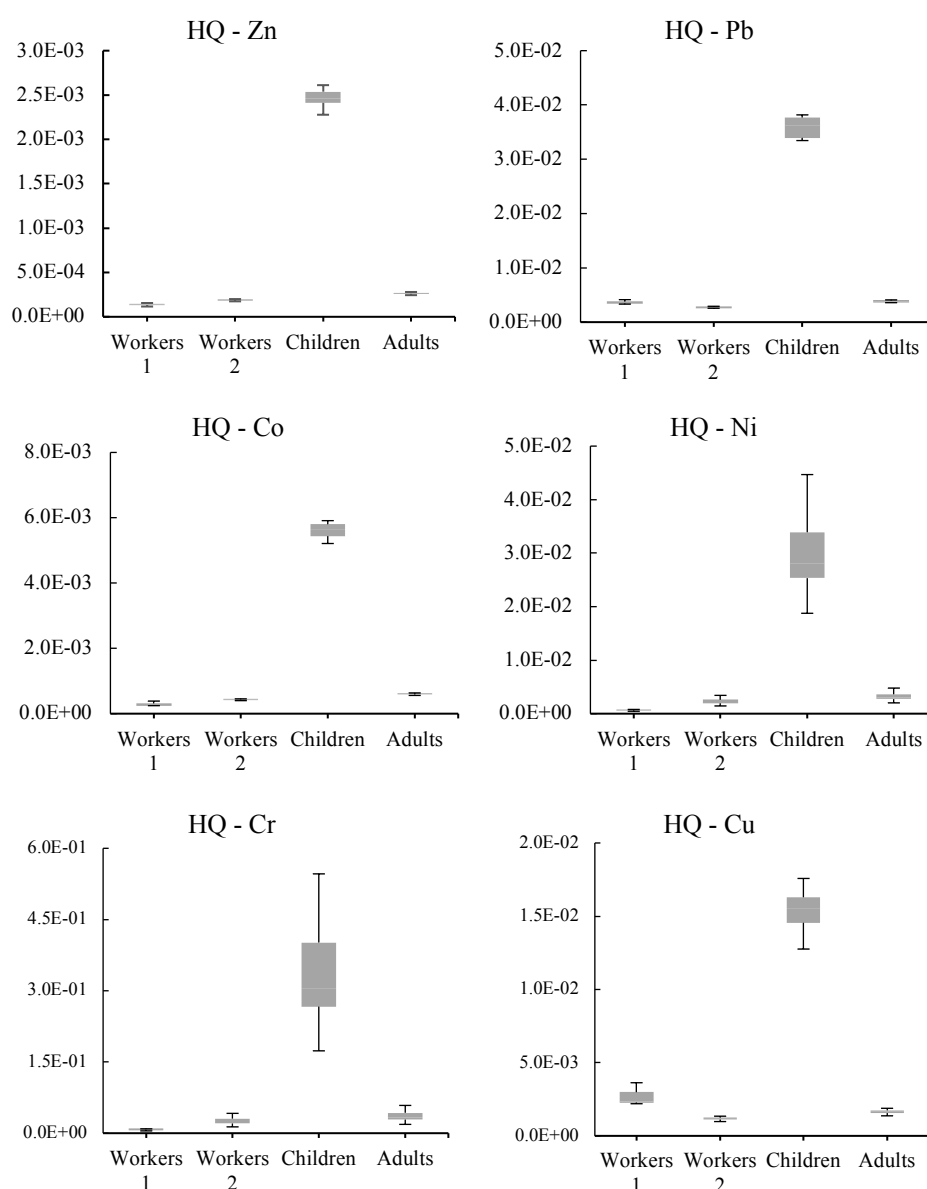 HQ - Zn
3.0E-03
2.5E-03
2.0E-03
1.5E-03
1.0E-03
5.0E-04
0.0E+00
Workers Workers Children Adults
1 2
HQ - Pb
5.0E-02
4.0E-02
3.0E-02
2.0E-02
1.0E-02
0.0E+00
Workers Workers Children Adults
1 2
HQ - Co
8.0E-03
6.0E-03
4.0E-03
2.0E-03
0.0E+00
Workers Workers Children Adults
1 2
HQ - Ni
5.0E-02
4.0E-02
3.0E-02
2.0E-02
1.0E-02
0.0E+00
Workers Workers Children Adults
1 2
HQ - Cr
6.0E-01
4.5E-01
3.0E-01
1.5E-01
0.0E+00
Workers Workers Children Adults
1 2
HQ - Cu
2.0E-02
1.5E-02
1.0E-02
5.0E-03
0.0E+00
Workers Workers Children Adults
1 2